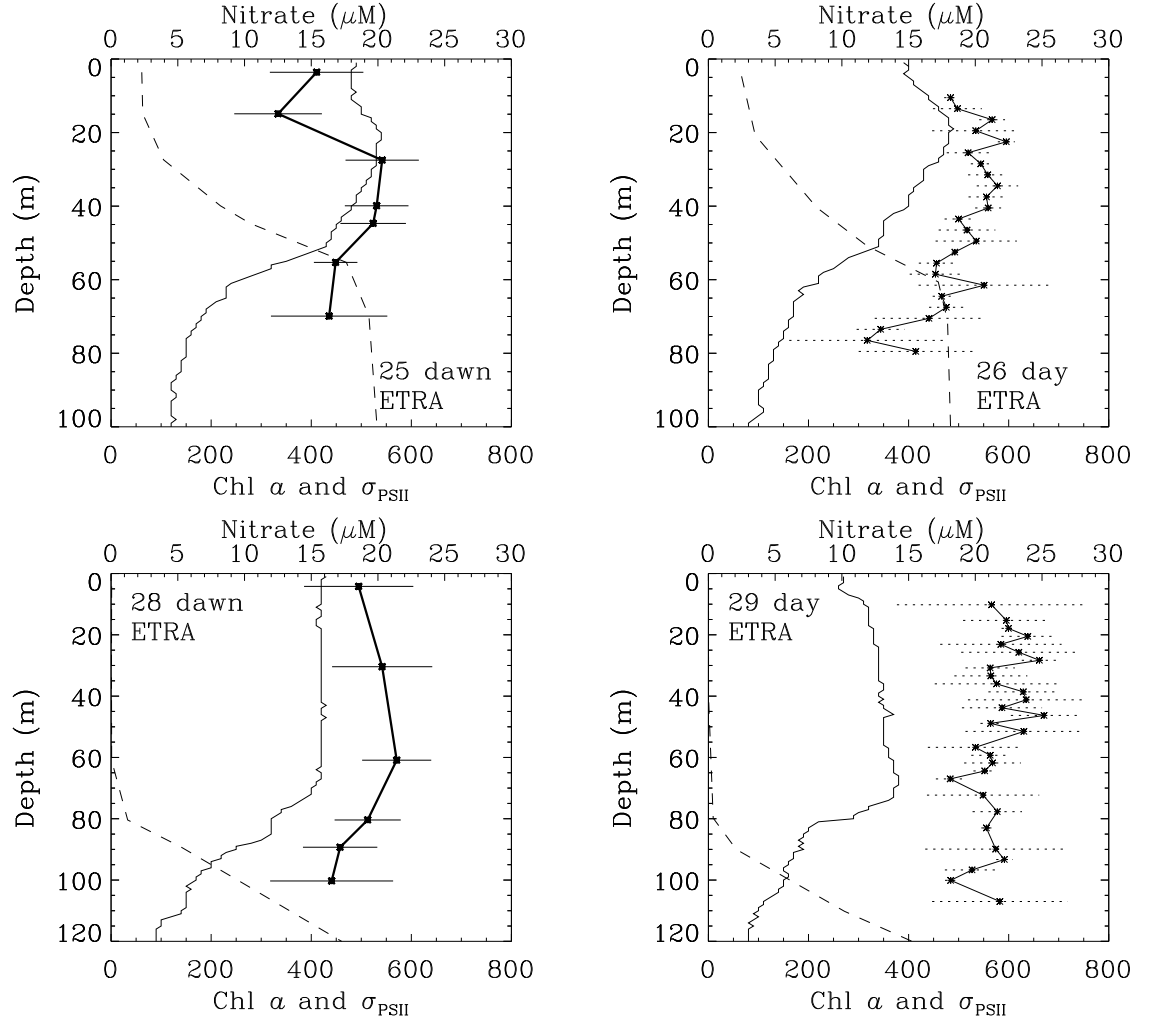 Nitrate (μM)
0 5 10 15 20 25 30
0
20
40
60
80
100
Depth (m)
25 dawn
ETRA
0 200 400 600 800
Chl a and σPSII
Nitrate (μM)
0 5 10 15 20 25 30
0
20
40
60
80
100
Depth (m)
26 day
ETRA
0 200 400 600 800
Chl a and σPSII
Nitrate (μM)
0 5 10 15 20 25 30
0
20
40
60
80
100
120
Depth (m)
28 dawn
ETRA
0 200 400 600 800
Chl a and σPSII
Nitrate (μM)
0 5 10 15 20 25 30
0
20
40
60
80
100
120
Depth (m)
29 day
ETRA
0 200 400 600 800
Chl a and σPSII